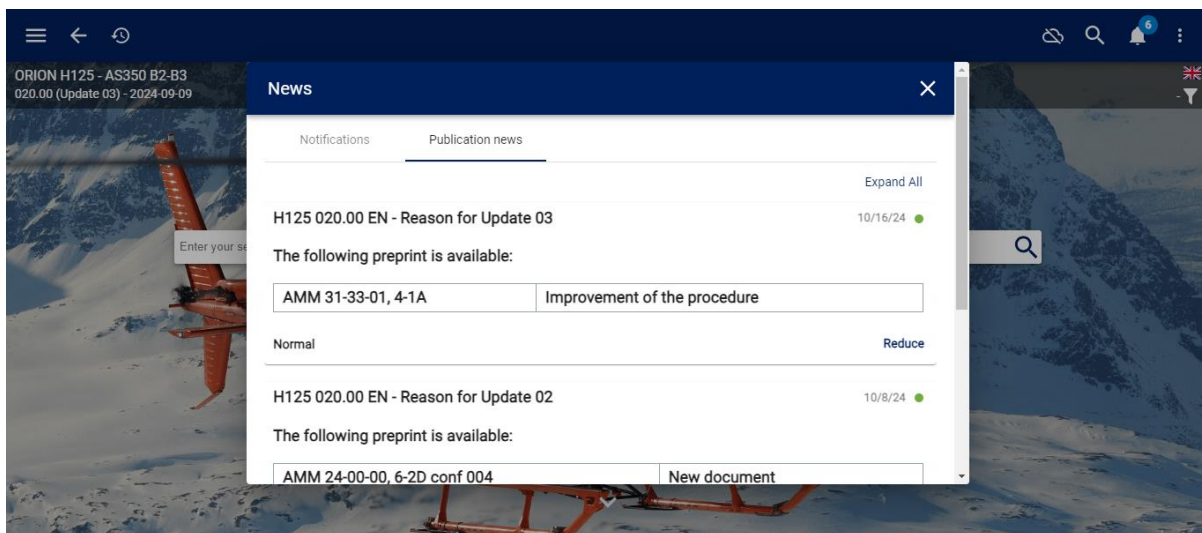 6
ORION H125 - AS350 B2-B3
020.00 (Update 03) - 2024-09-09
-
News
Notifications Publication news
Expand All
H125 020.00 EN - Reason for Update 03 10/16/24
The following preprint is available:
AMM 31-33-01, 4-1A Improvement of the procedure
Normal Reduce
Enter your se
H125 020.00 EN - Reason for Update 02 10/8/24
The following preprint is available:
AMM 24-00-00, 6-2D conf 004 New document